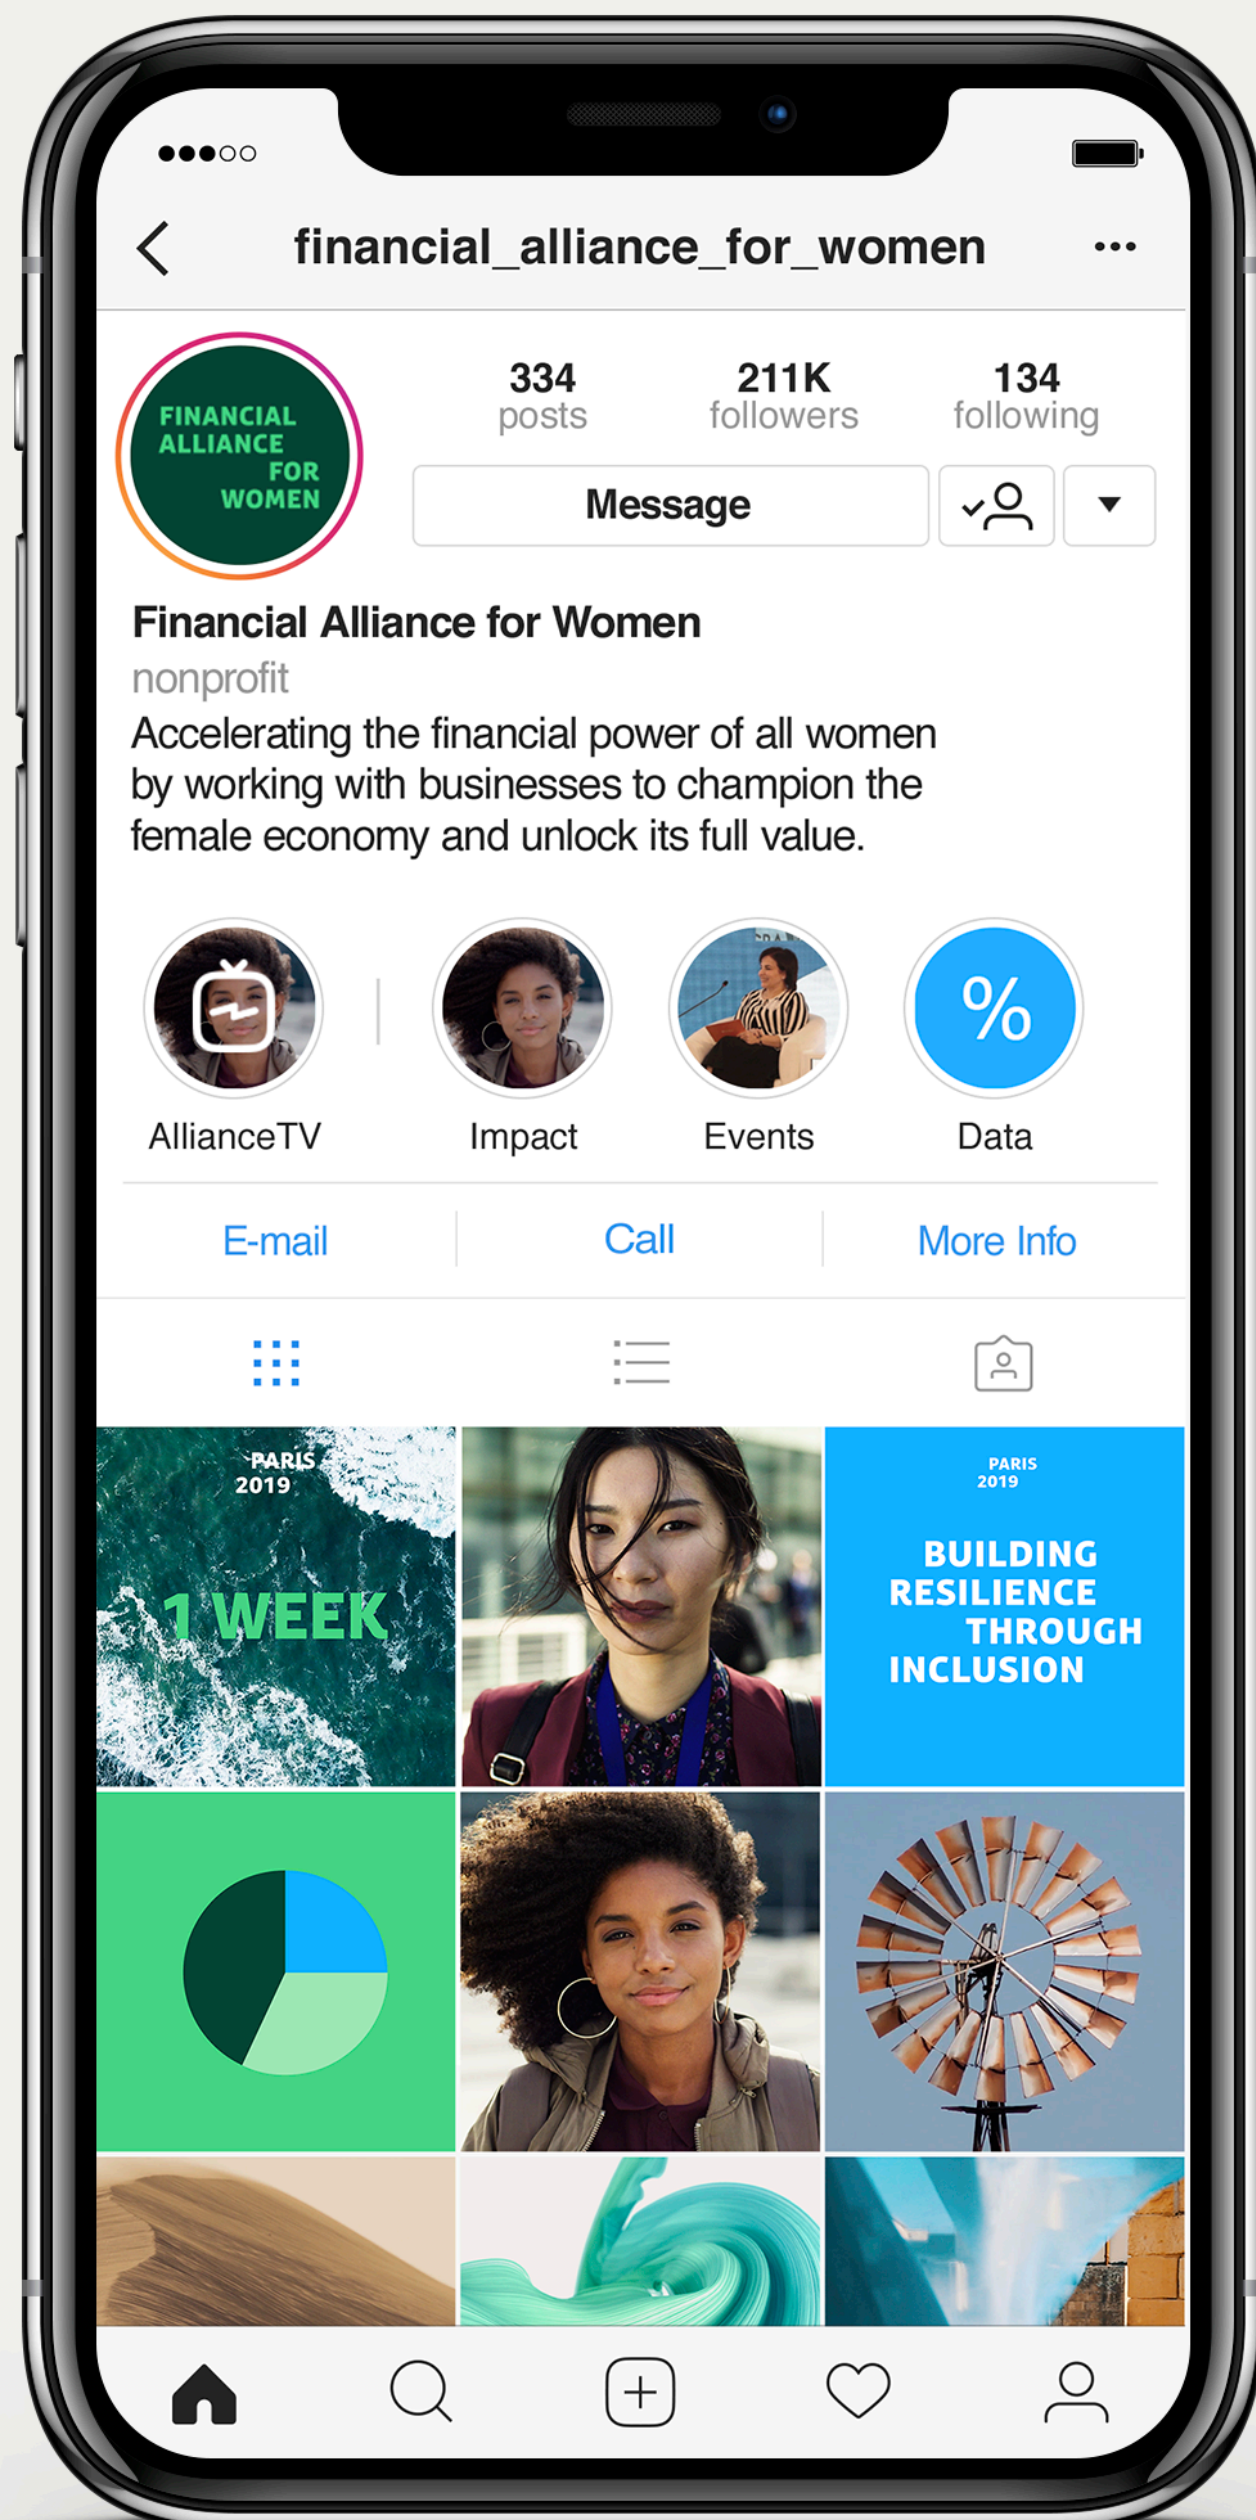 financial_alliance_for_women
FINANCIAL
ALLIANCE
FOR
WOMEN
334
posts
211K
followers
134
following
Message
Financial Alliance for Women
nonprofit
Accelerating the financial power of all women
by working with businesses to champion the
female economy and unlock its full value.
%
AllianceTV
Impact
Events
Data
E-mail
Call
More Info
PARIS
2019
1 WEEK
PARIS
2019
BUILDING
RESILIENCE
THROUGH
INCLUSION